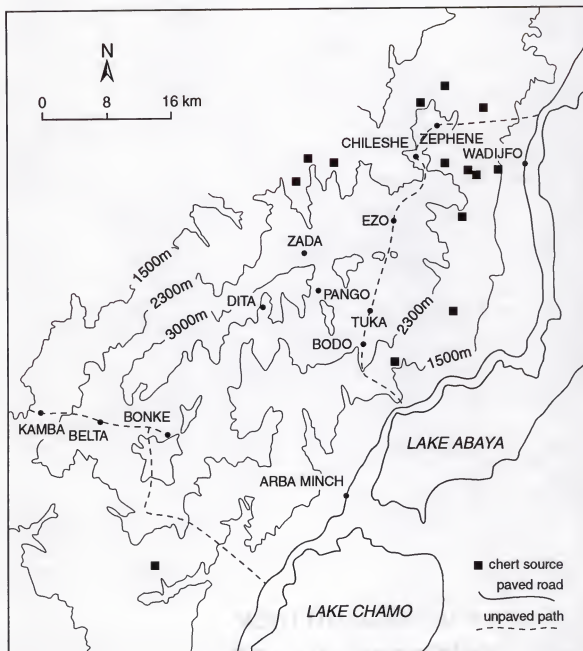 N
0 8 16 km
CHILESHE
ZEPHENE
WADIJFO
EZO
ZADA
1500m
2300m
3000m
DITA
PANGO
TUKA
2300m
BODO
1500m
KAMBA
BELTA
BONKE
LAKE ABAYA
ARBA MINCH
LAKE CHAMO
chert source
paved road
unpaved path